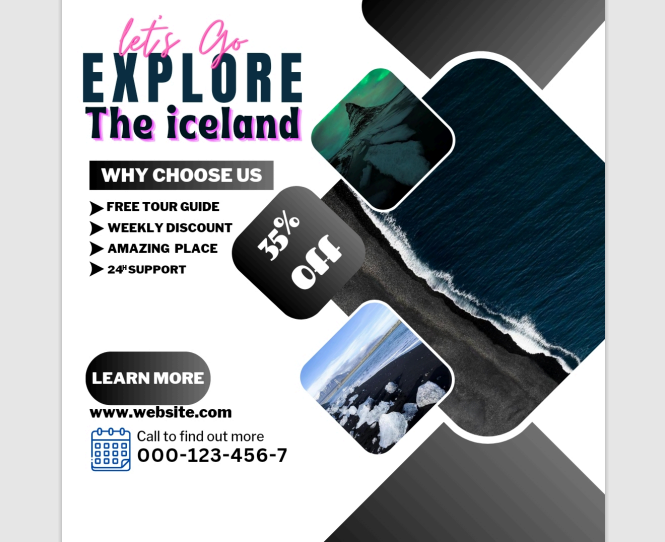 let's Go
EXPLORE
The iceland
WHY CHOOSE US
FREE TOUR GUIDE
WEEKLY DISCOUNT
AMAZING PLACE
24H SUPPORT
35%
OFF
LEARN MORE
www.website.com
Call to find out more
000-123-456-7